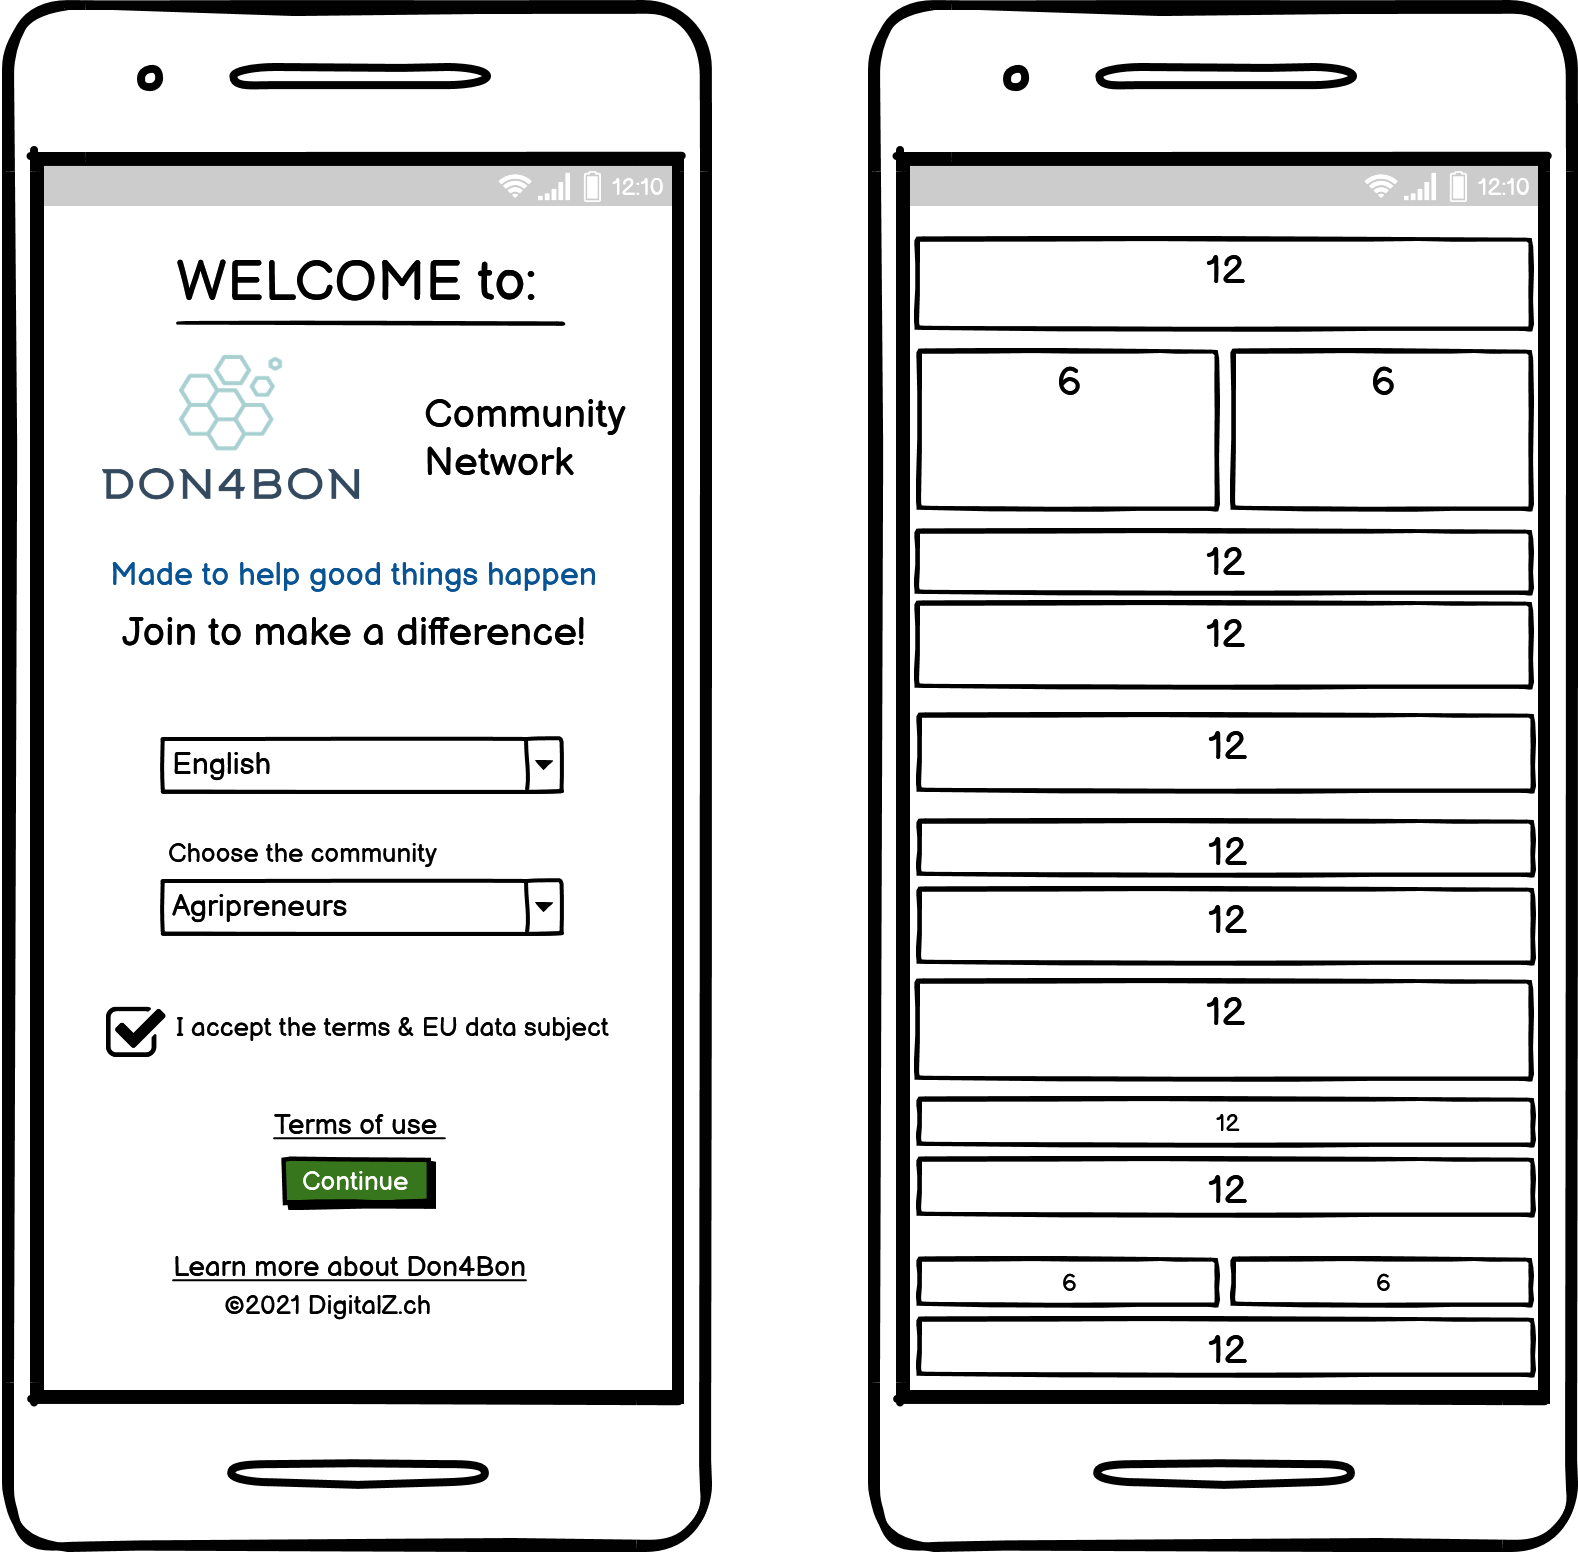 12:10
WELCOME to:
DON4BON
Community
Network
Made to help good things happen
Join to make a difference!
English
Choose the community
Agripreneurs
I accept the terms & EU data subject
Terms of use
Continue
Learn more about Don4Bon
©2021 DigitalZ.ch
12:10
12
6 6
12
12
12
12
12
12
12
12
6 6
12